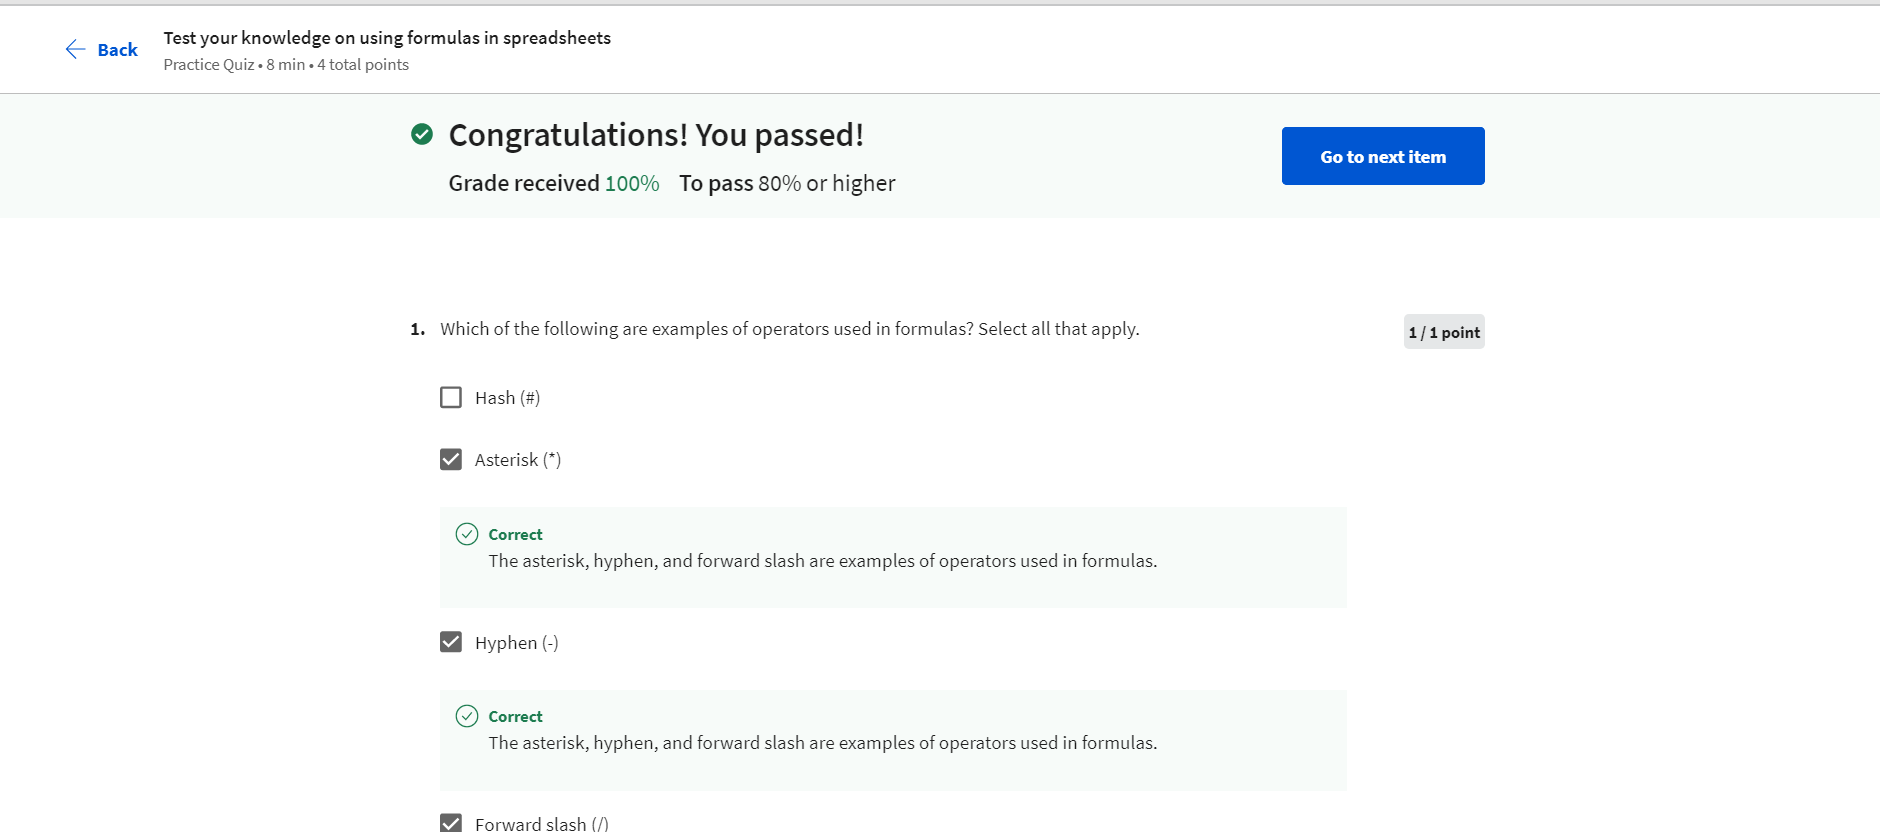 Back
Test your knowledge on using formulas in spreadsheets
Practice Quiz • 8 min • 4 total points
Congratulations! You passed!
Grade received 100% To pass 80% or higher
Go to next item
1. Which of the following are examples of operators used in formulas? Select all that apply.
1 / 1 point
Hash (#)
Asterisk (*)
Correct
The asterisk, hyphen, and forward slash are examples of operators used in formulas.
Hyphen (-)
Correct
The asterisk, hyphen, and forward slash are examples of operators used in formulas.
Forward slash (/)